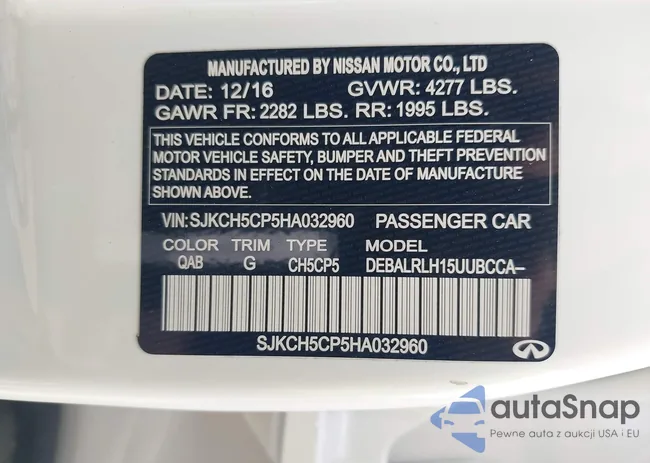 MANUFACTURED BY NISSAN MOTOR CO., LTD
DATE: 12/16 GVWR: 4277 LBS.
GAWR FR: 2282 LBS. RR: 1995 LBS.
THIS VEHICLE CONFORMS TO ALL APPLICABLE FEDERAL
MOTOR VEHICLE SAFETY, BUMPER AND THEFT PREVENTION
STANDARDS IN EFFECT ON THE DATE OF MANUFACTURE
SHOWN ABOVE.
VIN: SJKCH5CP5HA032960 PASSENGER CAR
COLOR TRIM TYPE MODEL
QAB G CH5CP5 DEBALRLH15UUBCCA–
SJKCH5CP5HA032960
autaSnap
Pewne auta z aukcji USA i EU